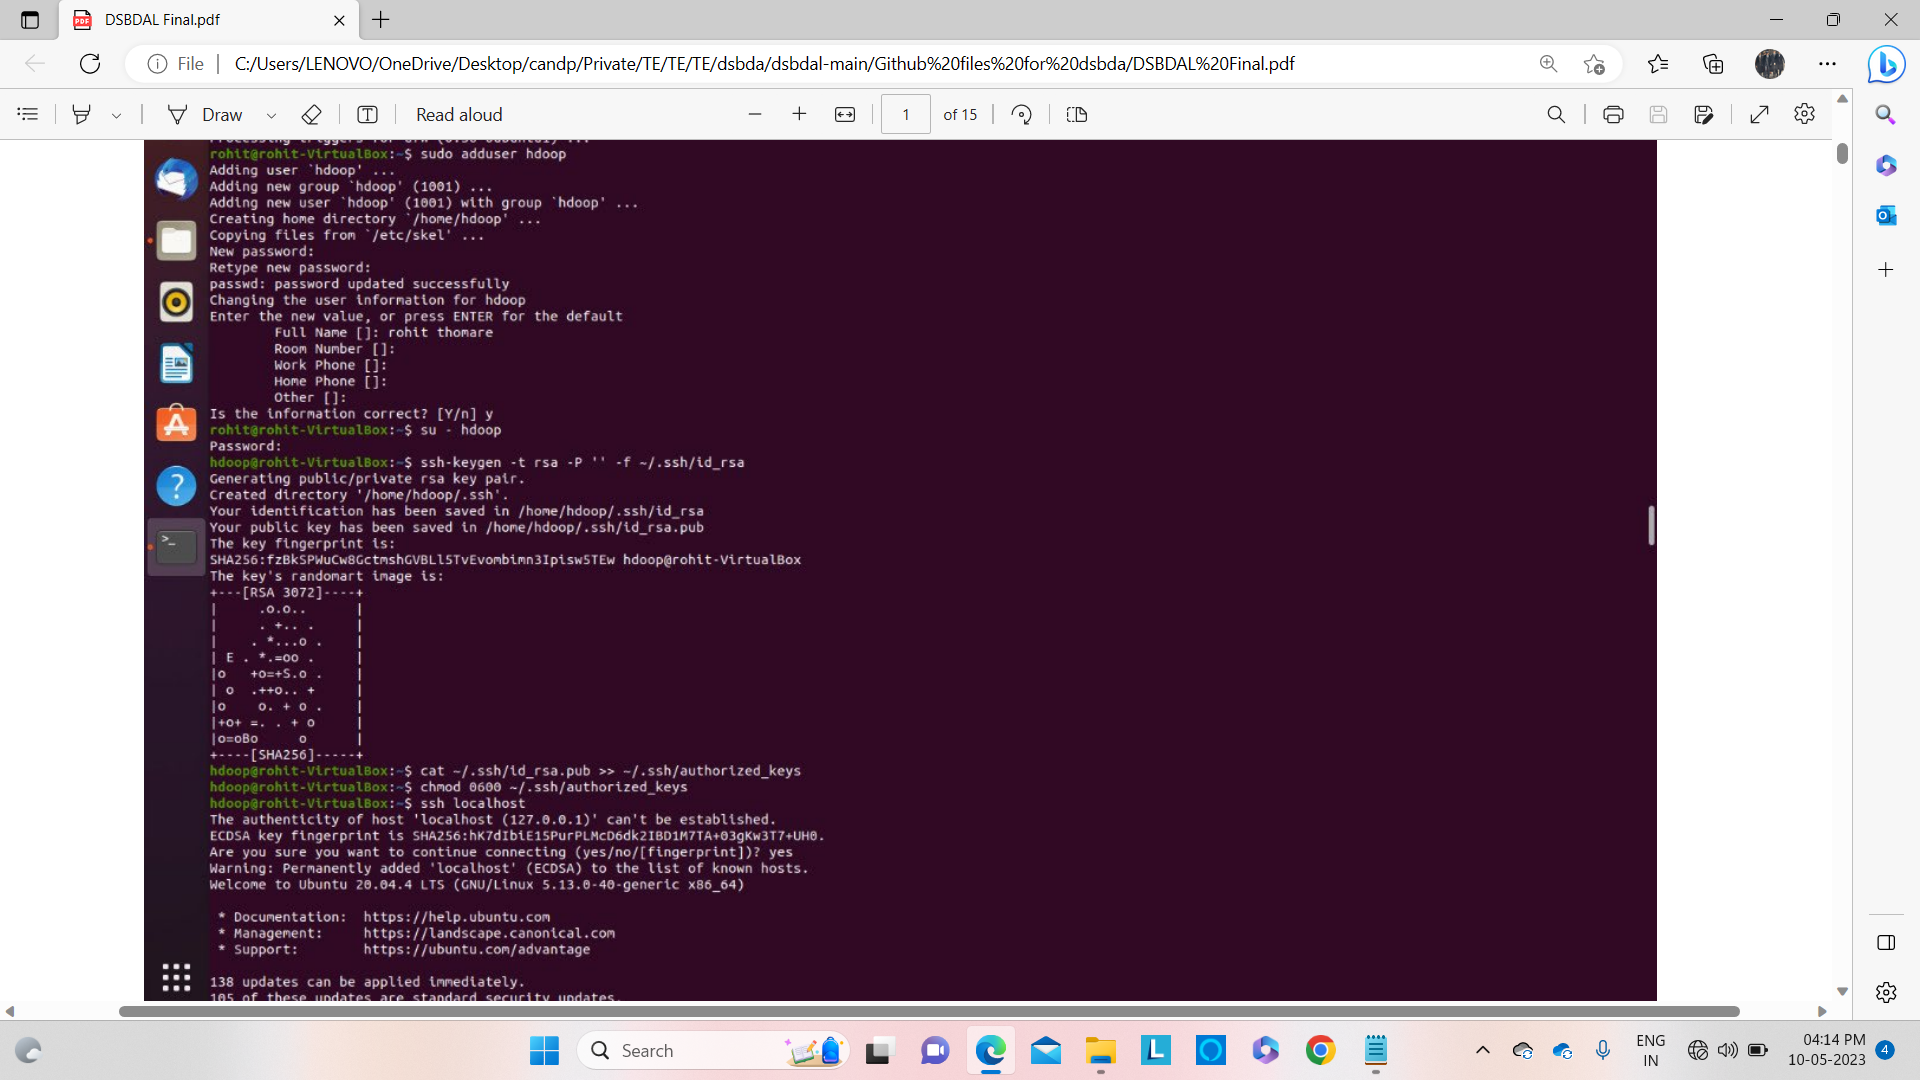 DSBDAL Final.pdf
File
C:/Users/LENOVO/OneDrive/Desktop/candp/Private/TE/TE/TE/dsbda/dsbdal-main/Github%20files%20for%20dsbda/DSBDAL%20Final.pdf
Draw
Read aloud
1 of 15
rohit@rohit-VirtualBox:~$ sudo adduser hdoop
Adding user `hdoop' ...
Adding new group `hdoop' (1001) ...
Adding new user `hdoop' (1001) with group `hdoop' ...
Creating home directory `/home/hdoop' ...
Copying files from `/etc/skel' ...
New password:
Retype new password:
passwd: password updated successfully
Changing the user information for hdoop
Enter the new value, or press ENTER for the default
Full Name []: rohit thomare
Room Number []:
Work Phone []:
Home Phone []:
Other []:
Is the information correct? [Y/n] y
rohit@rohit-VirtualBox:~$ su - hdoop
Password:
hdoop@rohit-VirtualBox:~$ ssh-keygen -t rsa -P '' -f ~/.ssh/id_rsa
Generating public/private rsa key pair.
Created directory '/home/hdoop/.ssh'.
Your identification has been saved in /home/hdoop/.ssh/id_rsa
Your public key has been saved in /home/hdoop/.ssh/id_rsa.pub
The key fingerprint is:
SHA256:fzBkSPWuCw8GctmshGVBLl5TvEvombimn3Ipisw5TEw hdoop@rohit-VirtualBox
The key's randomart image is:
+---[RSA 3072]----+
|     .o.o..      |
|     . +.. .     |
|    . *...o .    |
| E . *.=oo .     |
|o   +o=+S.o .    |
| o  .++o.. +     |
|o    o. + o .    |
|+o+ =. . + o     |
|o=oBo     o      |
+----[SHA256]-----+
hdoop@rohit-VirtualBox:~$ cat ~/.ssh/id_rsa.pub >> ~/.ssh/authorized_keys
hdoop@rohit-VirtualBox:~$ chmod 0600 ~/.ssh/authorized_keys
hdoop@rohit-VirtualBox:~$ ssh localhost
The authenticity of host 'localhost (127.0.0.1)' can't be established.
ECDSA key fingerprint is SHA256:hK7dIbiE1SPurPLMcD6dk2IBD1M7TA+03gKw3T7+UH0.
Are you sure you want to continue connecting (yes/no/[fingerprint])? yes
Warning: Permanently added 'localhost' (ECDSA) to the list of known hosts.
Welcome to Ubuntu 20.04.4 LTS (GNU/Linux 5.13.0-40-generic x86_64)
* Documentation: https://help.ubuntu.com
* Management: https://landscape.canonical.com
* Support: https://ubuntu.com/advantage
138 updates can be applied immediately.
105 of these updates are standard security updates.
Search
ENG
IN
04:14 PM
10-05-2023
4